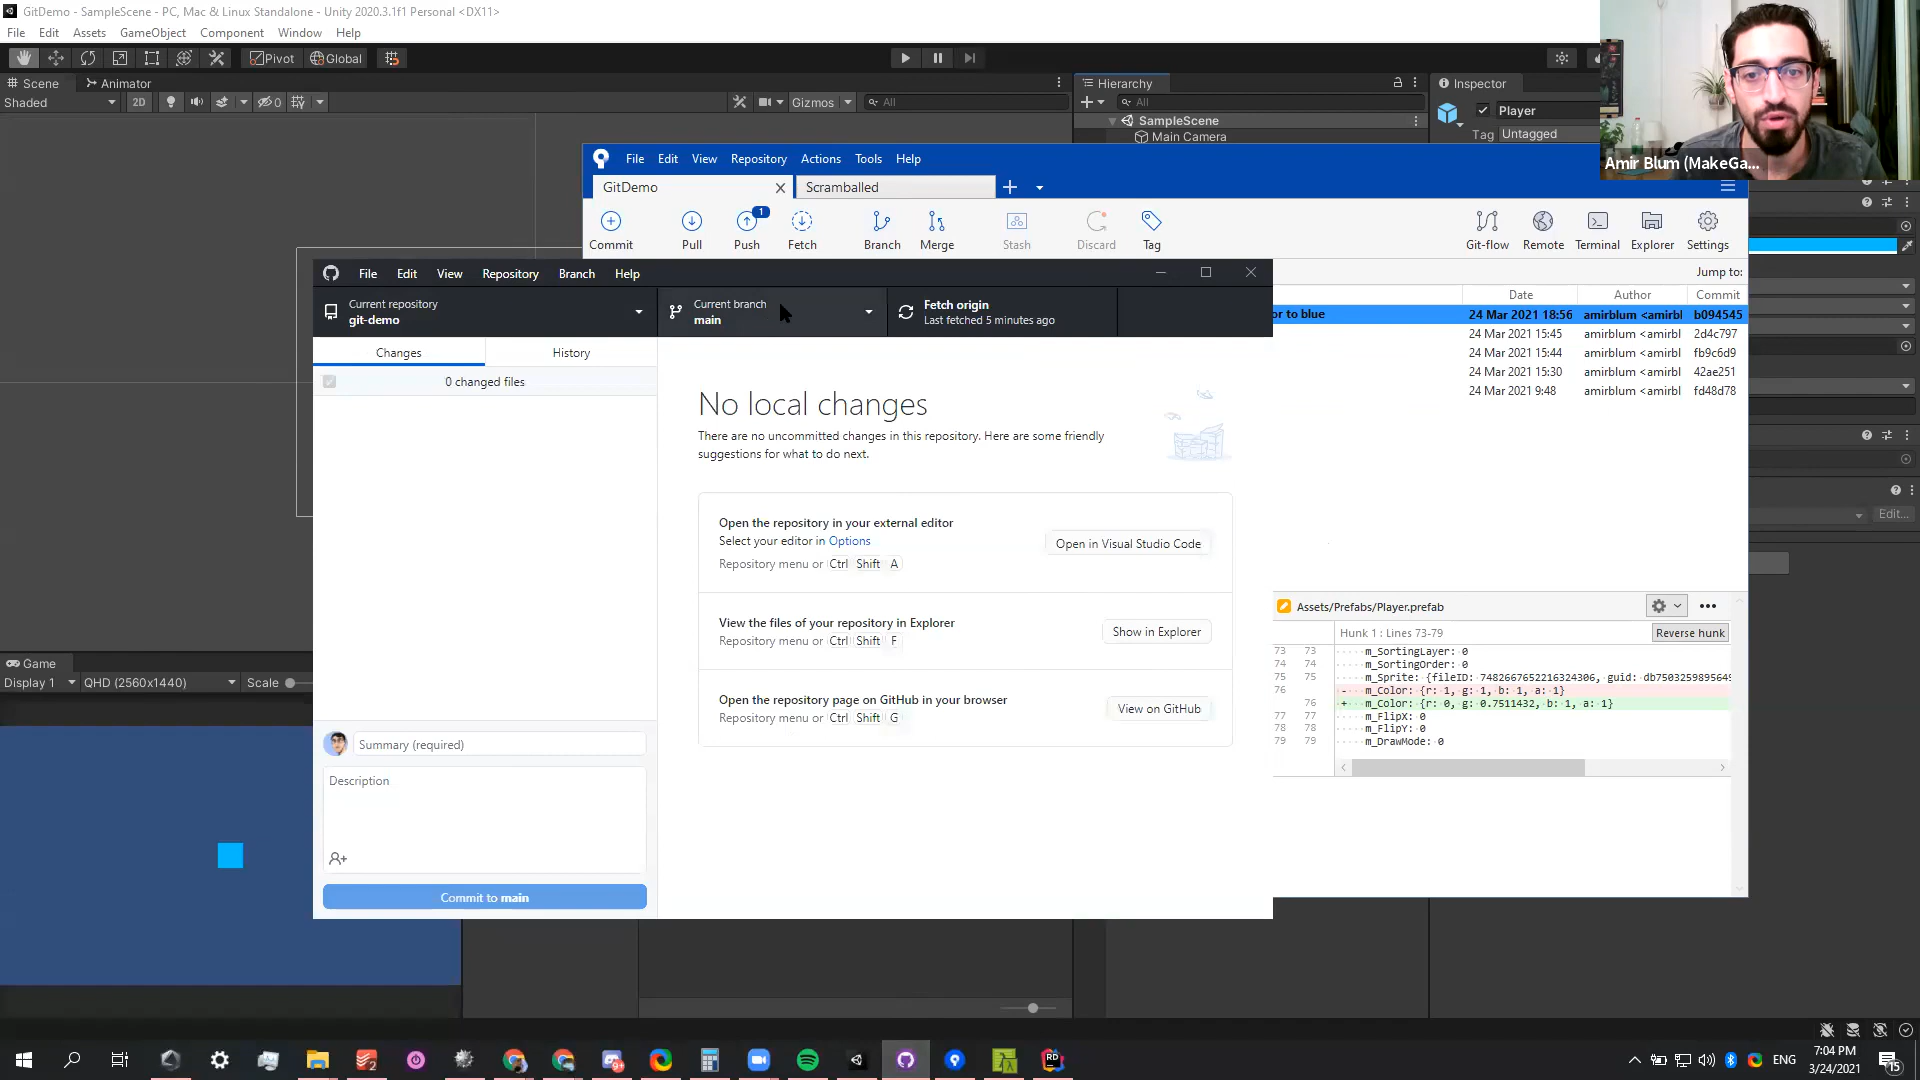 GitDemo - SampleScene - PC, Mac & Linux Standalone - Unity 2020.3.1f1 Personal <DX11>
File Edit Assets GameObject Component Window Help
Pivot Global
Scene Animator
Shaded 2D 0 Gizmos All
Hierarchy
All
SampleScene
Main Camera
Inspector
Player
Tag Untagged
Amir Blum (MakeGa...
File Edit View Repository Actions Tools Help
GitDemo Scramballed
1
Commit Pull Push Fetch Branch Merge Stash Discard Tag Git-flow Remote Terminal Explorer Settings
Jump to:
Date Author Commit
or to blue 24 Mar 2021 18:56 amirblum <amirbl b094545
24 Mar 2021 15:45 amirblum <amirbl 2d4c797
24 Mar 2021 15:44 amirblum <amirbl fb9c6d9
24 Mar 2021 15:30 amirblum <amirbl 42ae251
24 Mar 2021 9:48 amirblum <amirbl fd48d78
Edit...
Assets/Prefabs/Player.prefab
Hunk 1 : Lines 73-79
Reverse hunk
73 73 m_SortingLayer: 0
74 74 m_SortingOrder: 0
75 75 m_Sprite: {fileID: 7482667652216324306, guid: db7503259895649
76 - m_Color: {r: 1, g: 1, b: 1, a: 1}
76 + m_Color: {r: 0, g: 0.7511432, b: 1, a: 1}
77 77 m_FlipX: 0
78 78 m_FlipY: 0
79 79 m_DrawMode: 0
File Edit View Repository Branch Help
Current repository
git-demo
Current branch
main
Fetch origin
Last fetched 5 minutes ago
Changes History
0 changed files
No local changes
There are no uncommitted changes in this repository. Here are some friendly
suggestions for what to do next.
Open the repository in your external editor
Select your editor in Options
Repository menu or Ctrl Shift A
Open in Visual Studio Code
View the files of your repository in Explorer
Repository menu or Ctrl Shift F
Show in Explorer
Open the repository page on GitHub in your browser
Repository menu or Ctrl Shift G
View on GitHub
Summary (required)
Description
Commit to main
Game
Display 1 QHD (2560x1440) Scale
ENG
7:04 PM
3/24/2021
15